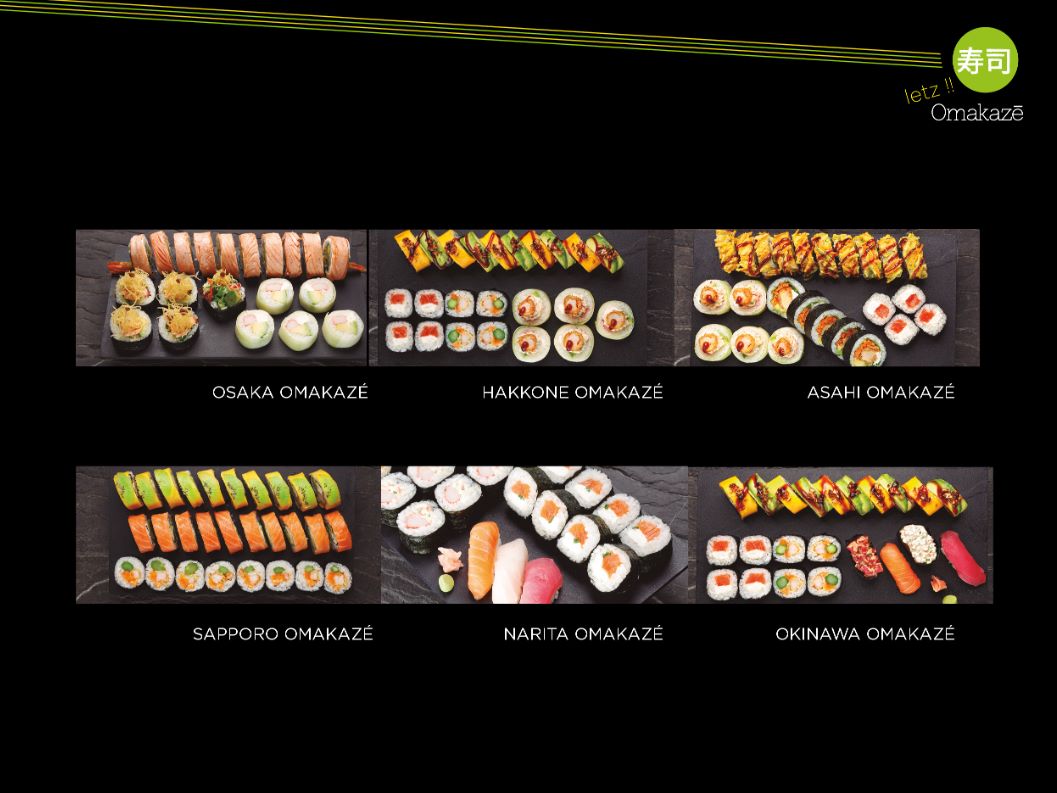 寿司
letz !!
Omakazē
OSAKA OMAKAZÉ
HAKKONE OMAKAZÉ
ASAHI OMAKAZÉ
SAPPORO OMAKAZÉ
NARITA OMAKAZÉ
OKINAWA OMAKAZÉ